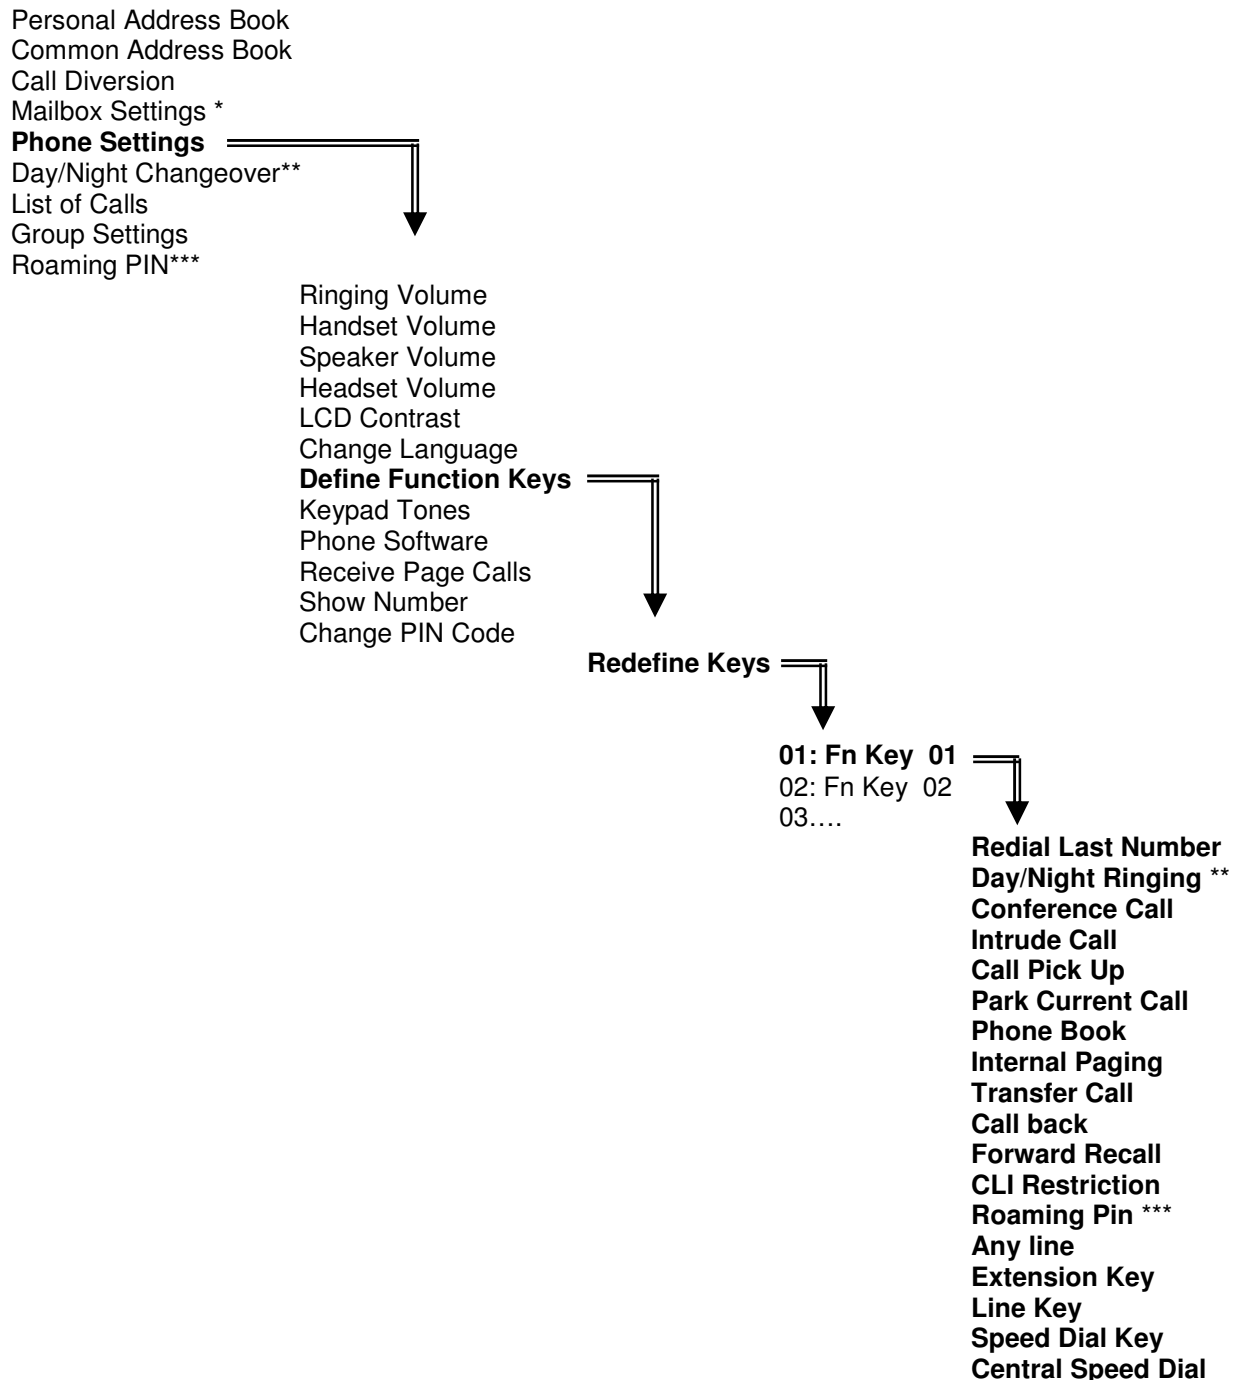 Personal Address Book
Common Address Book
Call Diversion
Mailbox Settings *
Phone Settings
Day/Night Changeover**
List of Calls
Group Settings
Roaming PIN***
Ringing Volume
Handset Volume
Speaker Volume
Headset Volume
LCD Contrast
Change Language
Define Function Keys
Keypad Tones
Phone Software
Receive Page Calls
Show Number
Change PIN Code
Redefine Keys
01: Fn Key 01
02: Fn Key 02
03....
Redial Last Number
Day/Night Ringing **
Conference Call
Intrude Call
Call Pick Up
Park Current Call
Phone Book
Internal Paging
Transfer Call
Call back
Forward Recall
CLI Restriction
Roaming Pin ***
Any line
Extension Key
Line Key
Speed Dial Key
Central Speed Dial